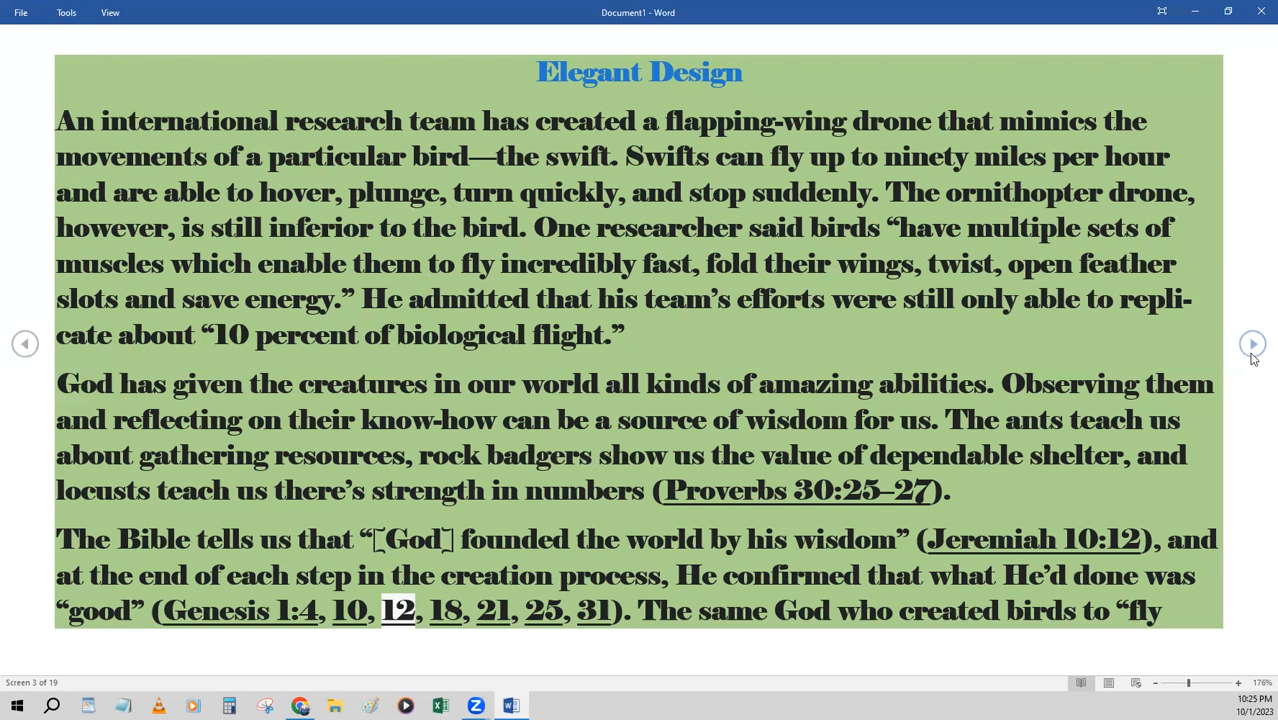 File Tools View Document1 - Word
Elegant Design
An international research team has created a flapping-wing drone that mimics the
movements of a particular bird—the swift. Swifts can fly up to ninety miles per hour
and are able to hover, plunge, turn quickly, and stop suddenly. The ornithopter drone,
however, is still inferior to the bird. One researcher said birds “have multiple sets of
muscles which enable them to fly incredibly fast, fold their wings, twist, open feather
slots and save energy.” He admitted that his team’s efforts were still only able to repli-
cate about “10 percent of biological flight.”
God has given the creatures in our world all kinds of amazing abilities. Observing them
and reflecting on their know-how can be a source of wisdom for us. The ants teach us
about gathering resources, rock badgers show us the value of dependable shelter, and
locusts teach us there’s strength in numbers (Proverbs 30:25–27).
The Bible tells us that “[God] founded the world by his wisdom” (Jeremiah 10:12), and
at the end of each step in the creation process, He confirmed that what He’d done was
“good” (Genesis 1:4, 10, 12, 18, 21, 25, 31). The same God who created birds to “fly
Screen 3 of 19 176%
10:25 PM
10/1/2023